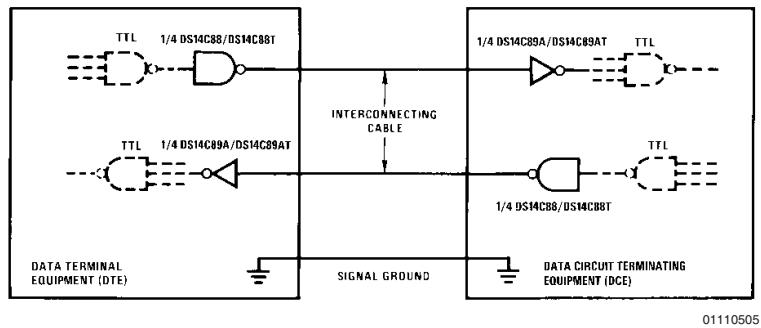 TTL
1/4 DS14C88/DS14C88T
1/4 DS14C89A/DS14C89AT
TTL
INTERCONNECTING
CABLE
TTL
1/4 DS14C89A/DS14C89AT
TTL
1/4 DS14C88/DS14C88T
DATA TERMINAL
EQUIPMENT (DTE)
SIGNAL GROUND
DATA CIRCUIT TERMINATING
EQUIPMENT (DCE)
01110505